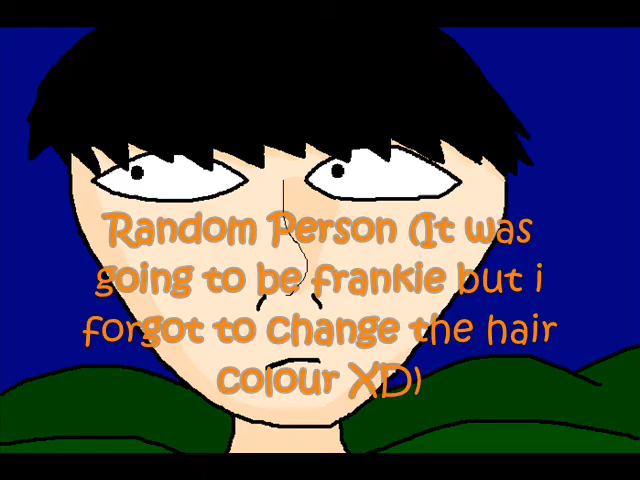 Random Person (It was
going to be frankie but i
forgot to change the hair
colour XD)